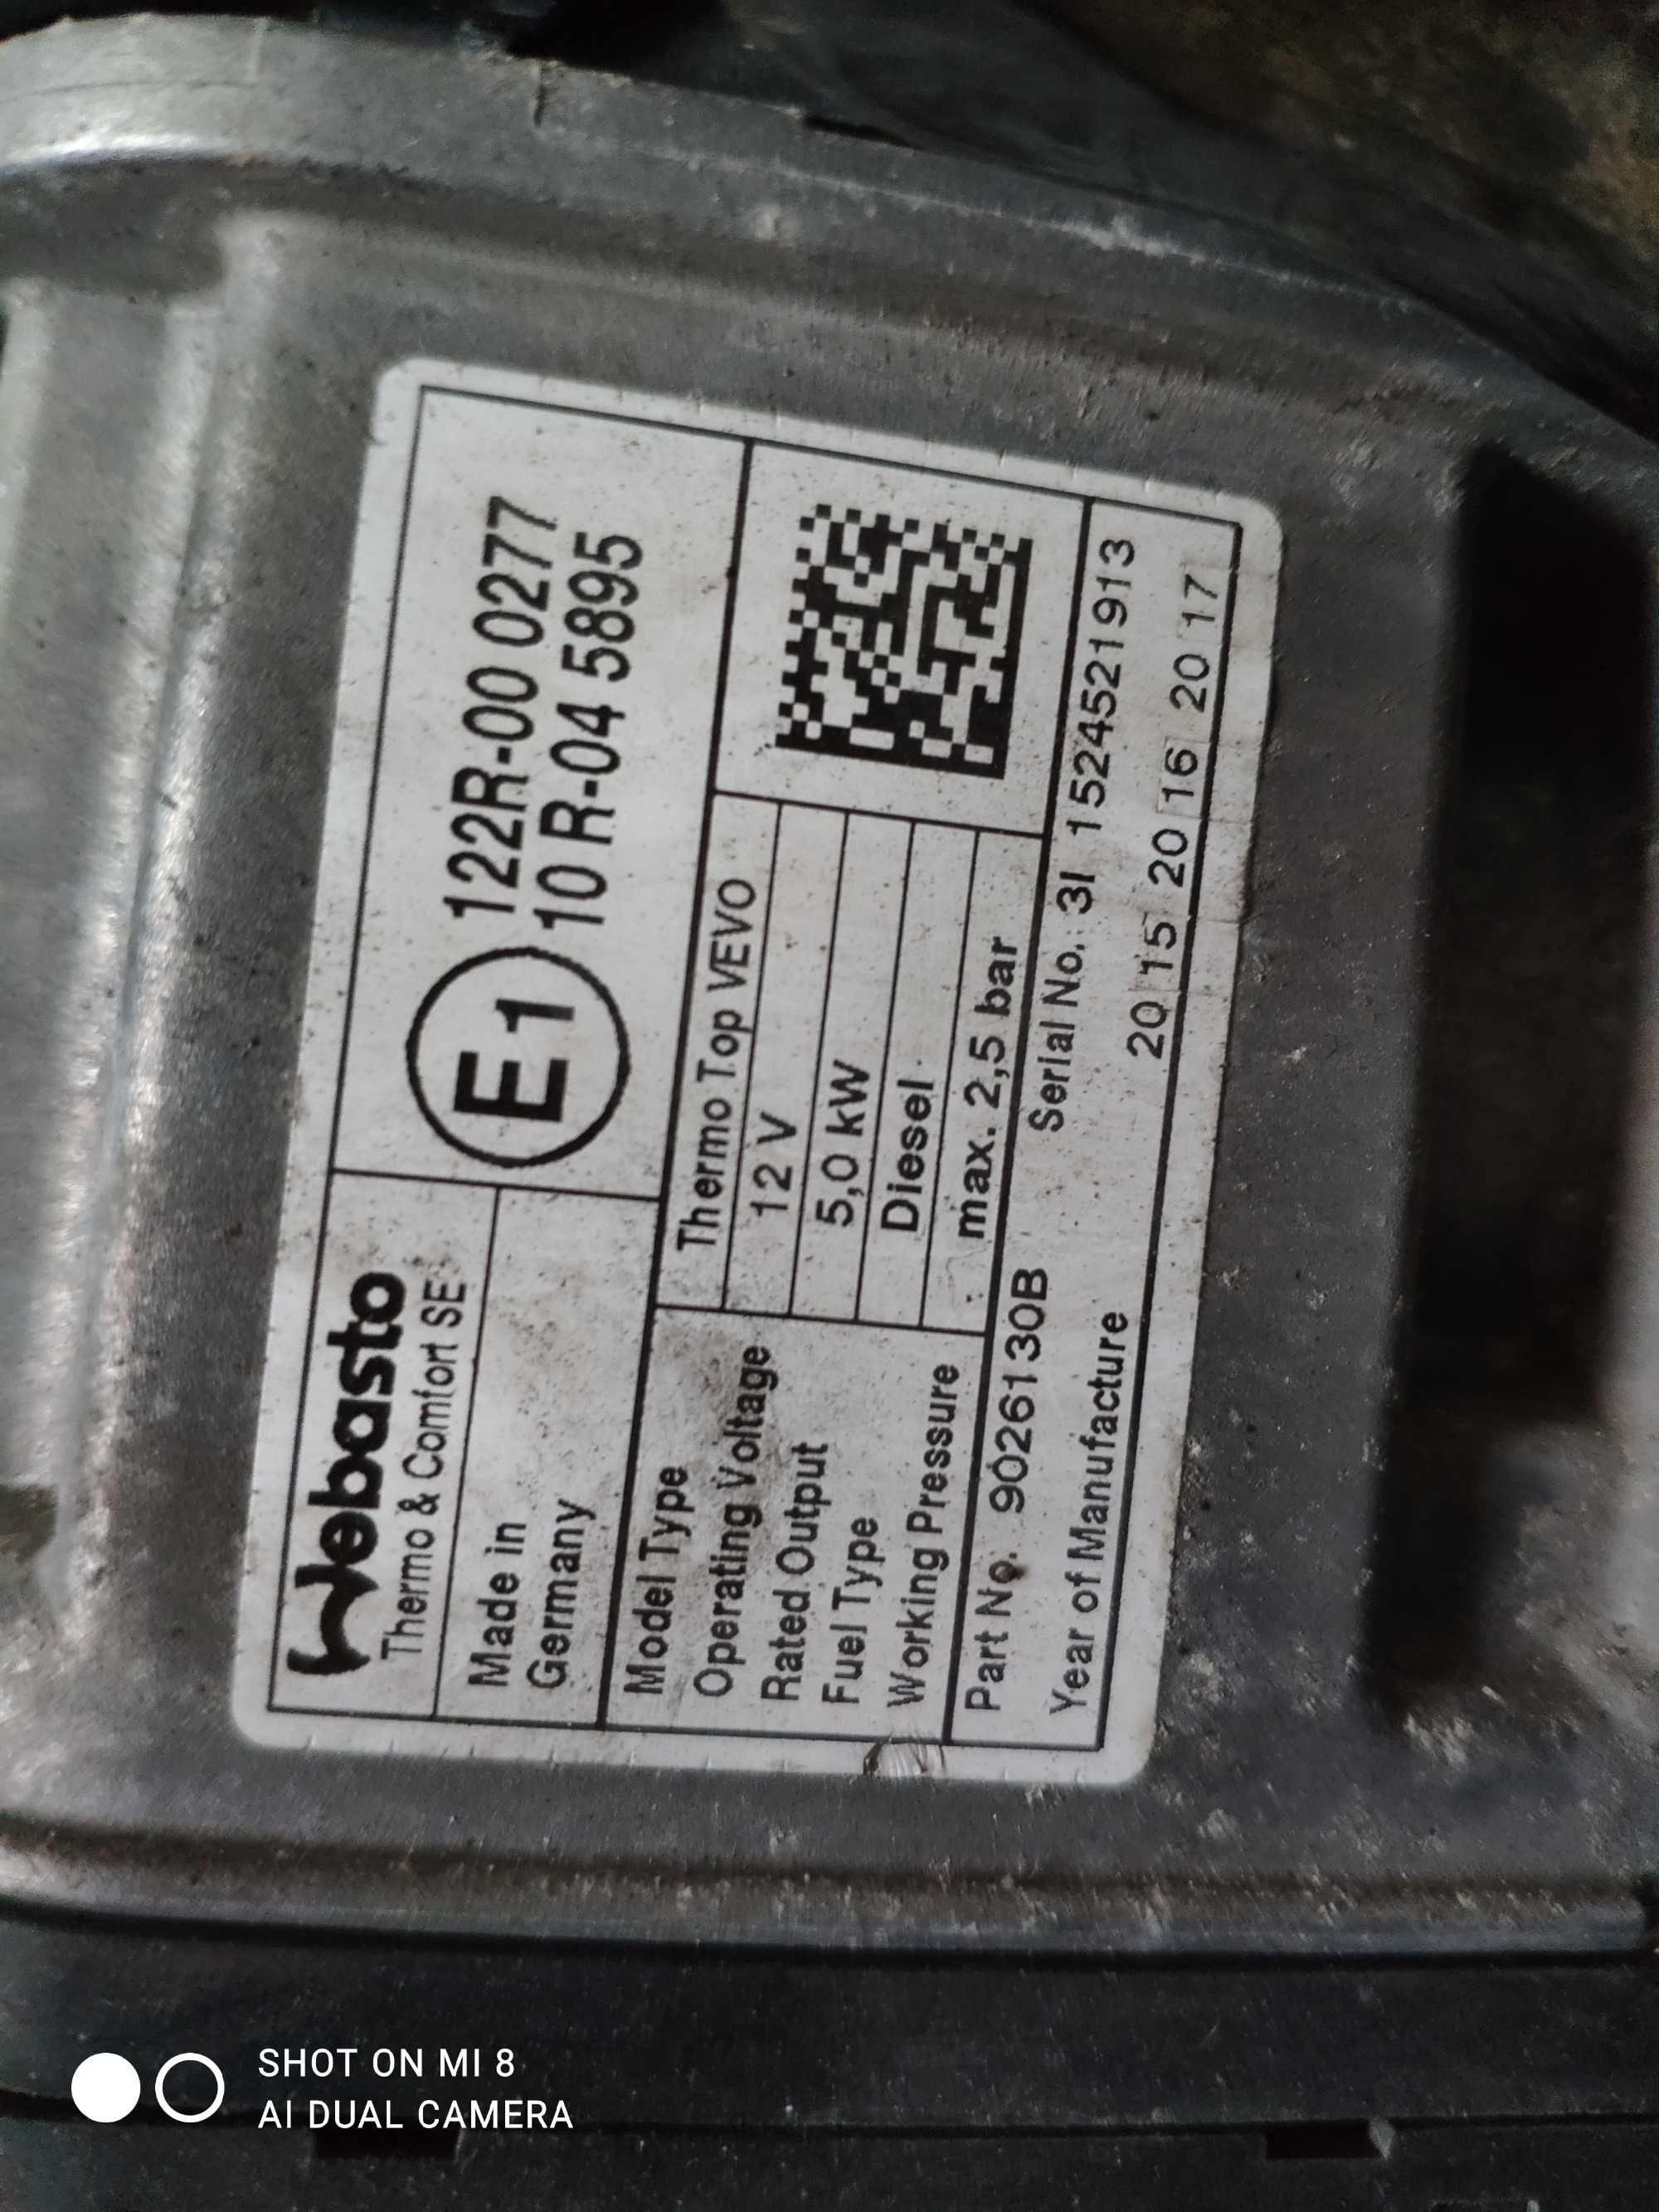 Webasto
Thermo & Comfort SE
Made in
Germany
E1
122R-00 0277
10 R-04 5895
Model Type Thermo Top VEVO
Operating Voltage 12 V
Rated Output 5,0 kW
Fuel Type Diesel
Working Pressure max. 2,5 bar
Part No. 9026130B Serial No.: 3I 1524521913
Year of Manufacture 20 15 20 16 20 17
SHOT ON MI 8
AI DUAL CAMERA